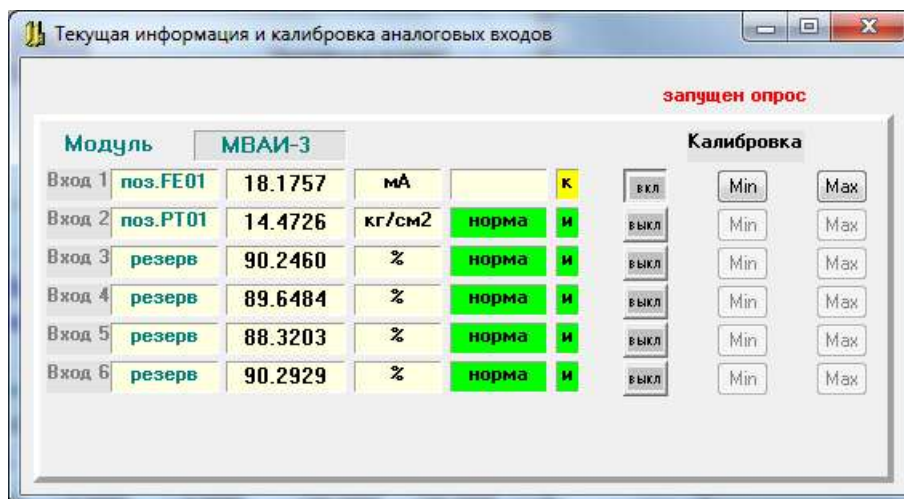 Текущая информация и калибровка аналоговых входов
запущен опрос
Модуль МВАИ-3 Калибровка
Вход 1 поз.FE01 18.1757 мА к вкл Min Max
Вход 2 поз.PT01 14.4726 кг/см2 норма и выкл Min Max
Вход 3 резерв 90.2460 % норма и выкл Min Max
Вход 4 резерв 89.6484 % норма и выкл Min Max
Вход 5 резерв 88.3203 % норма и выкл Min Max
Вход 6 резерв 90.2929 % норма и выкл Min Max